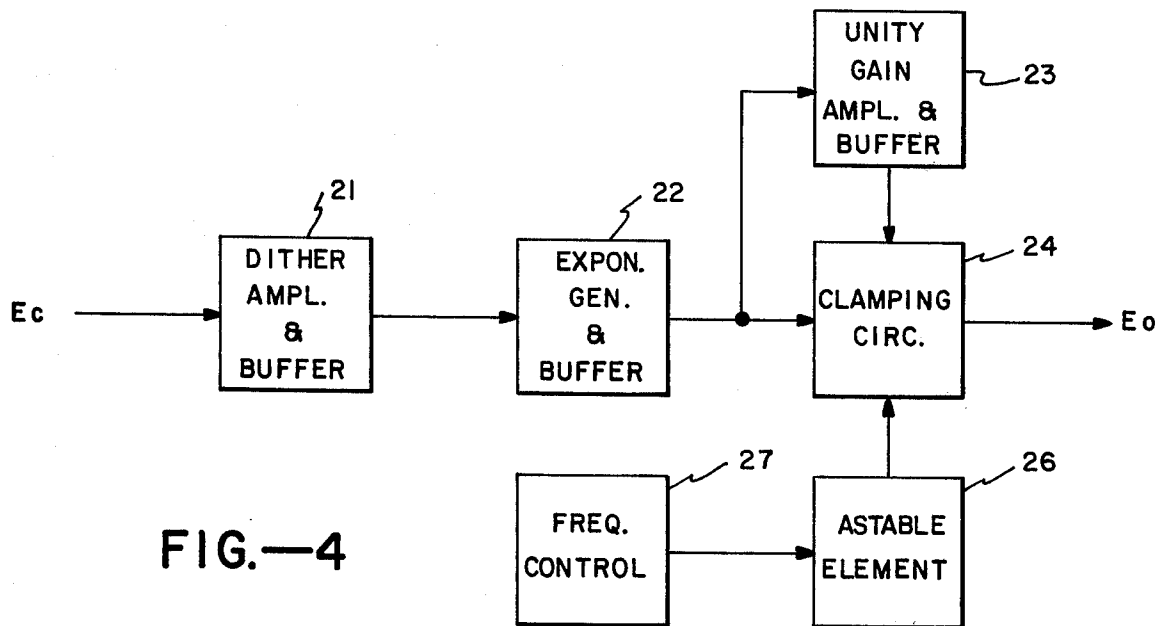 UNITY
GAIN
AMPL. &
BUFFER
23
21
DITHER
AMPL.
&
BUFFER
22
EXPON.
GEN.
&
BUFFER
24
CLAMPING
CIRC.
Ec
Eo
27
FREQ.
CONTROL
26
ASTABLE
ELEMENT
FIG.—4